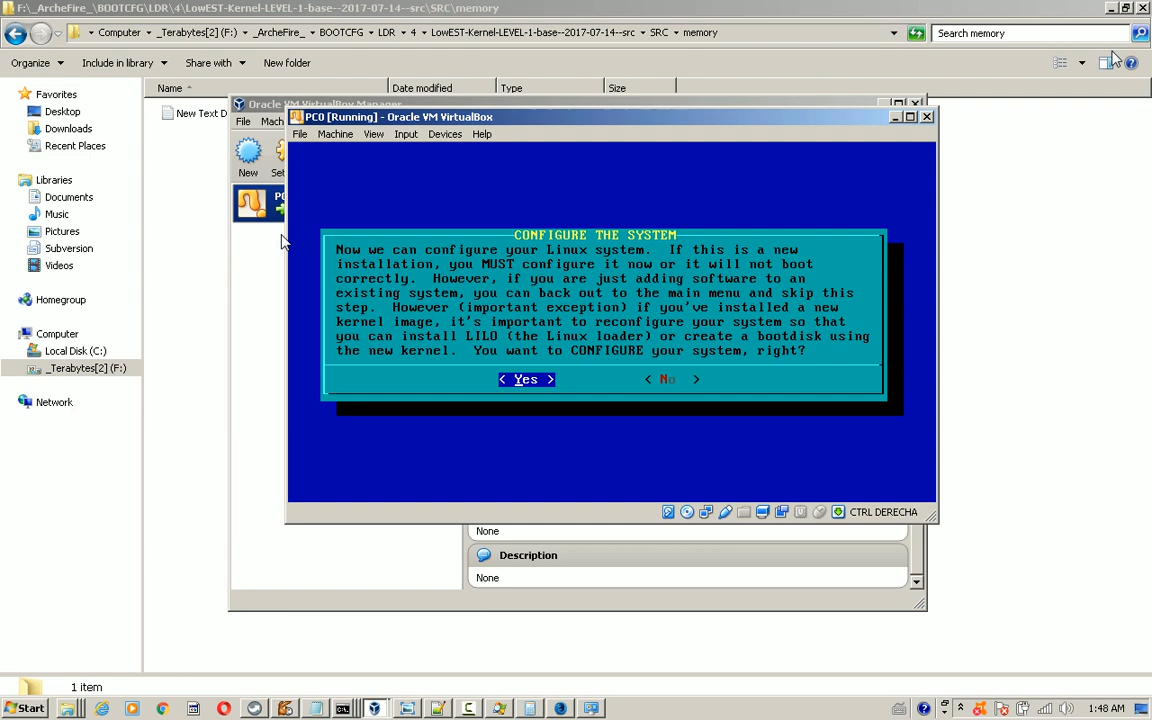 F:\_ArcheFire_\BOOTCFG\LDR\4\LowEST-Kernel-LEVEL-1-base--2017-07-14--src\SRC\memory
Computer
_Terabytes[2] (F:)
_ArcheFire_
BOOTCFG
LDR
4
LowEST-Kernel-LEVEL-1-base--2017-07-14--src
SRC
memory
Search memory
Organize
Include in library
Share with
New folder
Name
Date modified
Type
Size
Favorites
Desktop
Downloads
Recent Places
Libraries
Documents
Music
Pictures
Subversion
Videos
Homegroup
Computer
Local Disk (C:)
_Terabytes[2] (F:)
Network
New Text D
Oracle VM VirtualBox Manager
File
Mach
New
Set
PC0 [Running] - Oracle VM VirtualBox
File
Machine
View
Input
Devices
Help
CONFIGURE THE SYSTEM
Now we can configure your Linux system. If this is a new
installation, you MUST configure it now or it will not boot
correctly. However, if you are just adding software to an
existing system, you can back out to the main menu and skip this
step. However (important exception) if you've installed a new
kernel image, it's important to reconfigure your system so that
you can install LILO (the Linux loader) or create a bootdisk using
the new kernel. You want to CONFIGURE your system, right?
< Yes >
< No >
CTRL DERECHA
None
Description
None
1 item
Start
1:48 AM